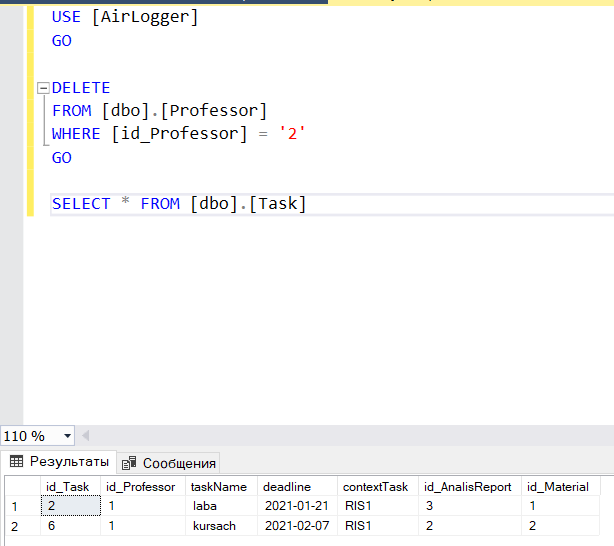 USE [AirLogger]
GO
DELETE
FROM [dbo].[Professor]
WHERE [id_Professor] = '2'
GO
SELECT * FROM [dbo].[Task]
110 %
Результаты Сообщения
id_Task id_Professor taskName deadline contextTask id_AnalisReport id_Material
1 2 1 laba 2021-01-21 RIS1 3 1
2 6 1 kursach 2021-02-07 RIS1 2 2